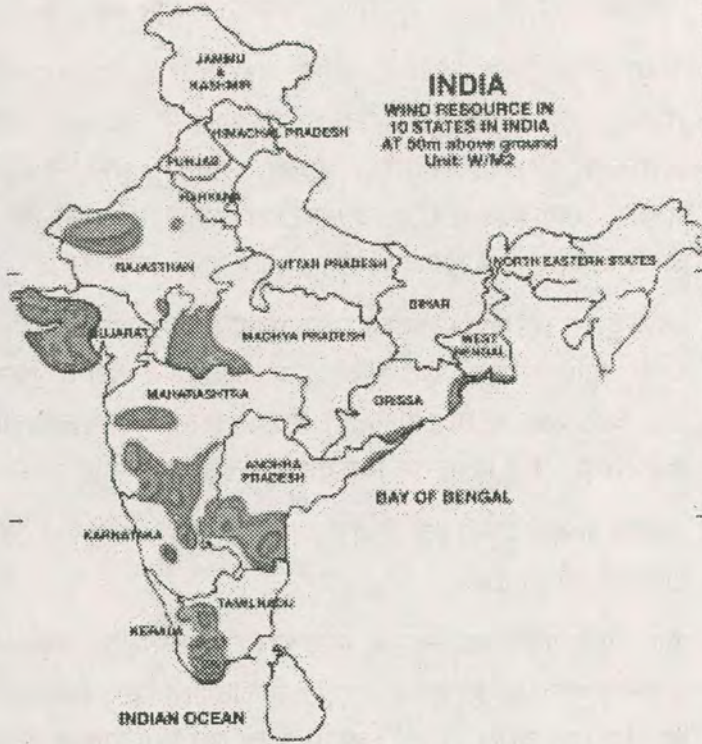 JAMMU
&
KASHMIR
INDIA
WIND RESOURCE IN
10 STATES IN INDIA
AT 50m above ground
Unit: W/M2
HIMACHAL PRADESH
PUNJAB
HARYANA
RAJASTHAN
UTTAR PRADESH
NORTH EASTERN STATES
BIHAR
GUJARAT
MADHYA PRADESH
WEST
BENGAL
MAHARASHTRA
ORISSA
ANDHRA
PRADESH
BAY OF BENGAL
KARNATAKA
TAMILNADU
KERALA
INDIAN OCEAN